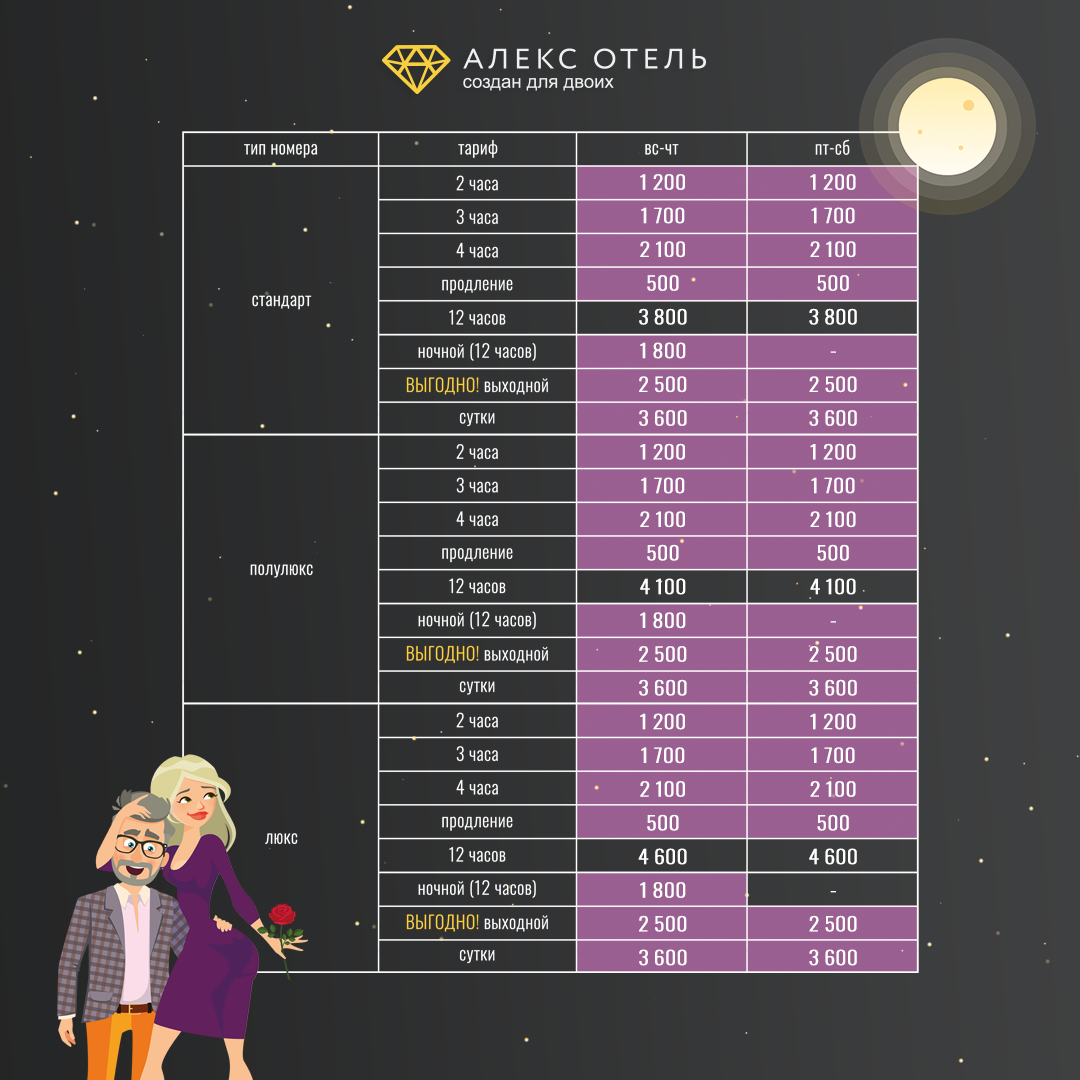 АЛЕКС ОТЕЛЬ
создан для двоих
тип номера тариф вс-чт пт-сб
2 часа 1 200 1 200
3 часа 1 700 1 700
4 часа 2 100 2 100
продление 500 500
стандарт
12 часов 3 800 3 800
ночной (12 часов) 1 800 -
ВЫГОДНО! выходной 2 500 2 500
сутки 3 600 3 600
2 часа 1 200 1 200
3 часа 1 700 1 700
4 часа 2 100 2 100
продление 500 500
полулюкс
12 часов 4 100 4 100
ночной (12 часов) 1 800 -
ВЫГОДНО! выходной 2 500 2 500
сутки 3 600 3 600
2 часа 1 200 1 200
3 часа 1 700 1 700
4 часа 2 100 2 100
продление 500 500
люкс
12 часов 4 600 4 600
ночной (12 часов) 1 800 -
ВЫГОДНО! выходной 2 500 2 500
сутки 3 600 3 600